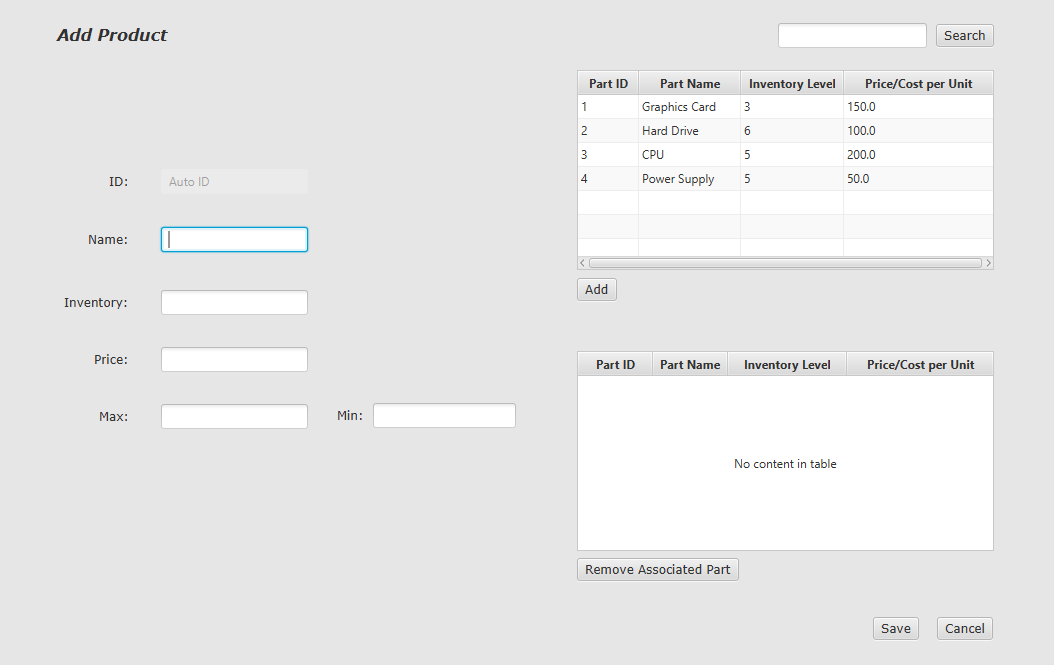 Add Product
Search
Part ID Part Name Inventory Level Price/Cost per Unit
1 Graphics Card 3 150.0
2 Hard Drive 6 100.0
3 CPU 5 200.0
4 Power Supply 5 50.0
Add
ID: Auto ID
Name:
Inventory:
Price:
Max: Min:
Part ID Part Name Inventory Level Price/Cost per Unit
No content in table
Remove Associated Part
Save Cancel